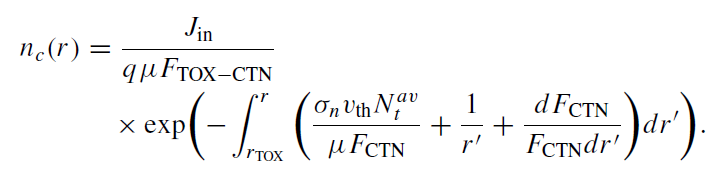 n_c(r) = \frac{J_{\text{in}}}{q\mu F_{\text{TOX–CTN}}}
\times \exp\left(-\int_{r_{\text{TOX}}}^{r}\left(\frac{\sigma_n v_{\text{th}} N_t^{av}}{\mu F_{\text{CTN}}} + \frac{1}{r'} + \frac{dF_{\text{CTN}}}{F_{\text{CTN}}dr'}\right)dr'\right).